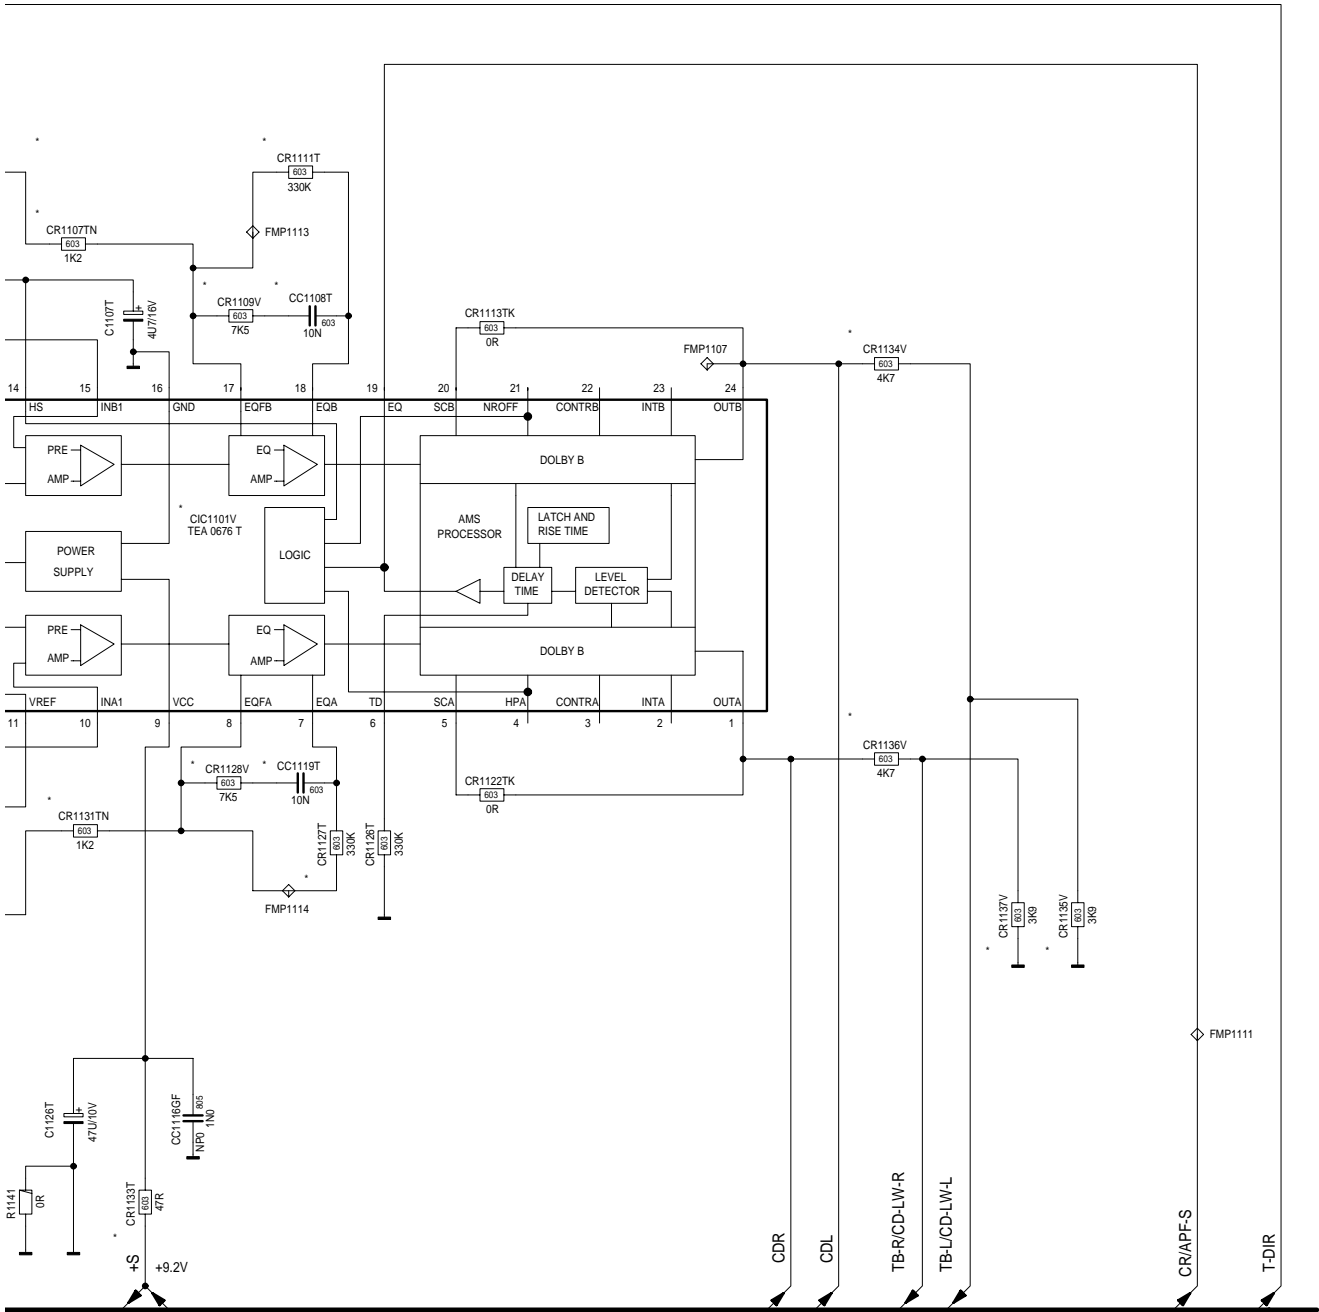 *
*
CR1111T
603
330K
*
CR1107TN
603
1K2
FMP1113
*
*
CR1109V
603
7K5
CC1108T
603
10N
C1107T
+
4U7/16V
CR1113TK
603
0R
FMP1107
*
CR1134V
603
4K7
14
15
16
17
18
19
20
21
22
23
24
HS
INB1
GND
EQFB
EQB
EQ
SCB
NROFF
CONTRB
INTB
OUTB
PRE
AMP
EQ
AMP
DOLBY B
*
CIC1101V
TEA 0676 T
AMS
PROCESSOR
LATCH AND
RISE TIME
POWER
SUPPLY
LOGIC
DELAY
TIME
LEVEL
DETECTOR
PRE
AMP
EQ
AMP
DOLBY B
VREF
INA1
VCC
EQFA
EQA
TD
SCA
HPA
CONTRA
INTA
OUTA
11
10
9
8
7
6
5
4
3
2
1
*
CR1136V
603
4K7
*
CR1128V
603
7K5
*
CC1119T
603
10N
CR1122TK
603
0R
*
CR1131TN
603
1K2
CR1127T
603
330K
CR1126T
603
330K
*
FMP1114
CR1137V
603
3K9
*
CR1135V
603
3K9
*
FMP1111
C1126T
+
47U/10V
CC1116GF
805
NP0
1N0
R1141
0R
CR1133T
603
47R
*
+S
+9.2V
CDR
CDL
TB-R/CD-LW-R
TB-L/CD-LW-L
CR/APF-S
T-DIR